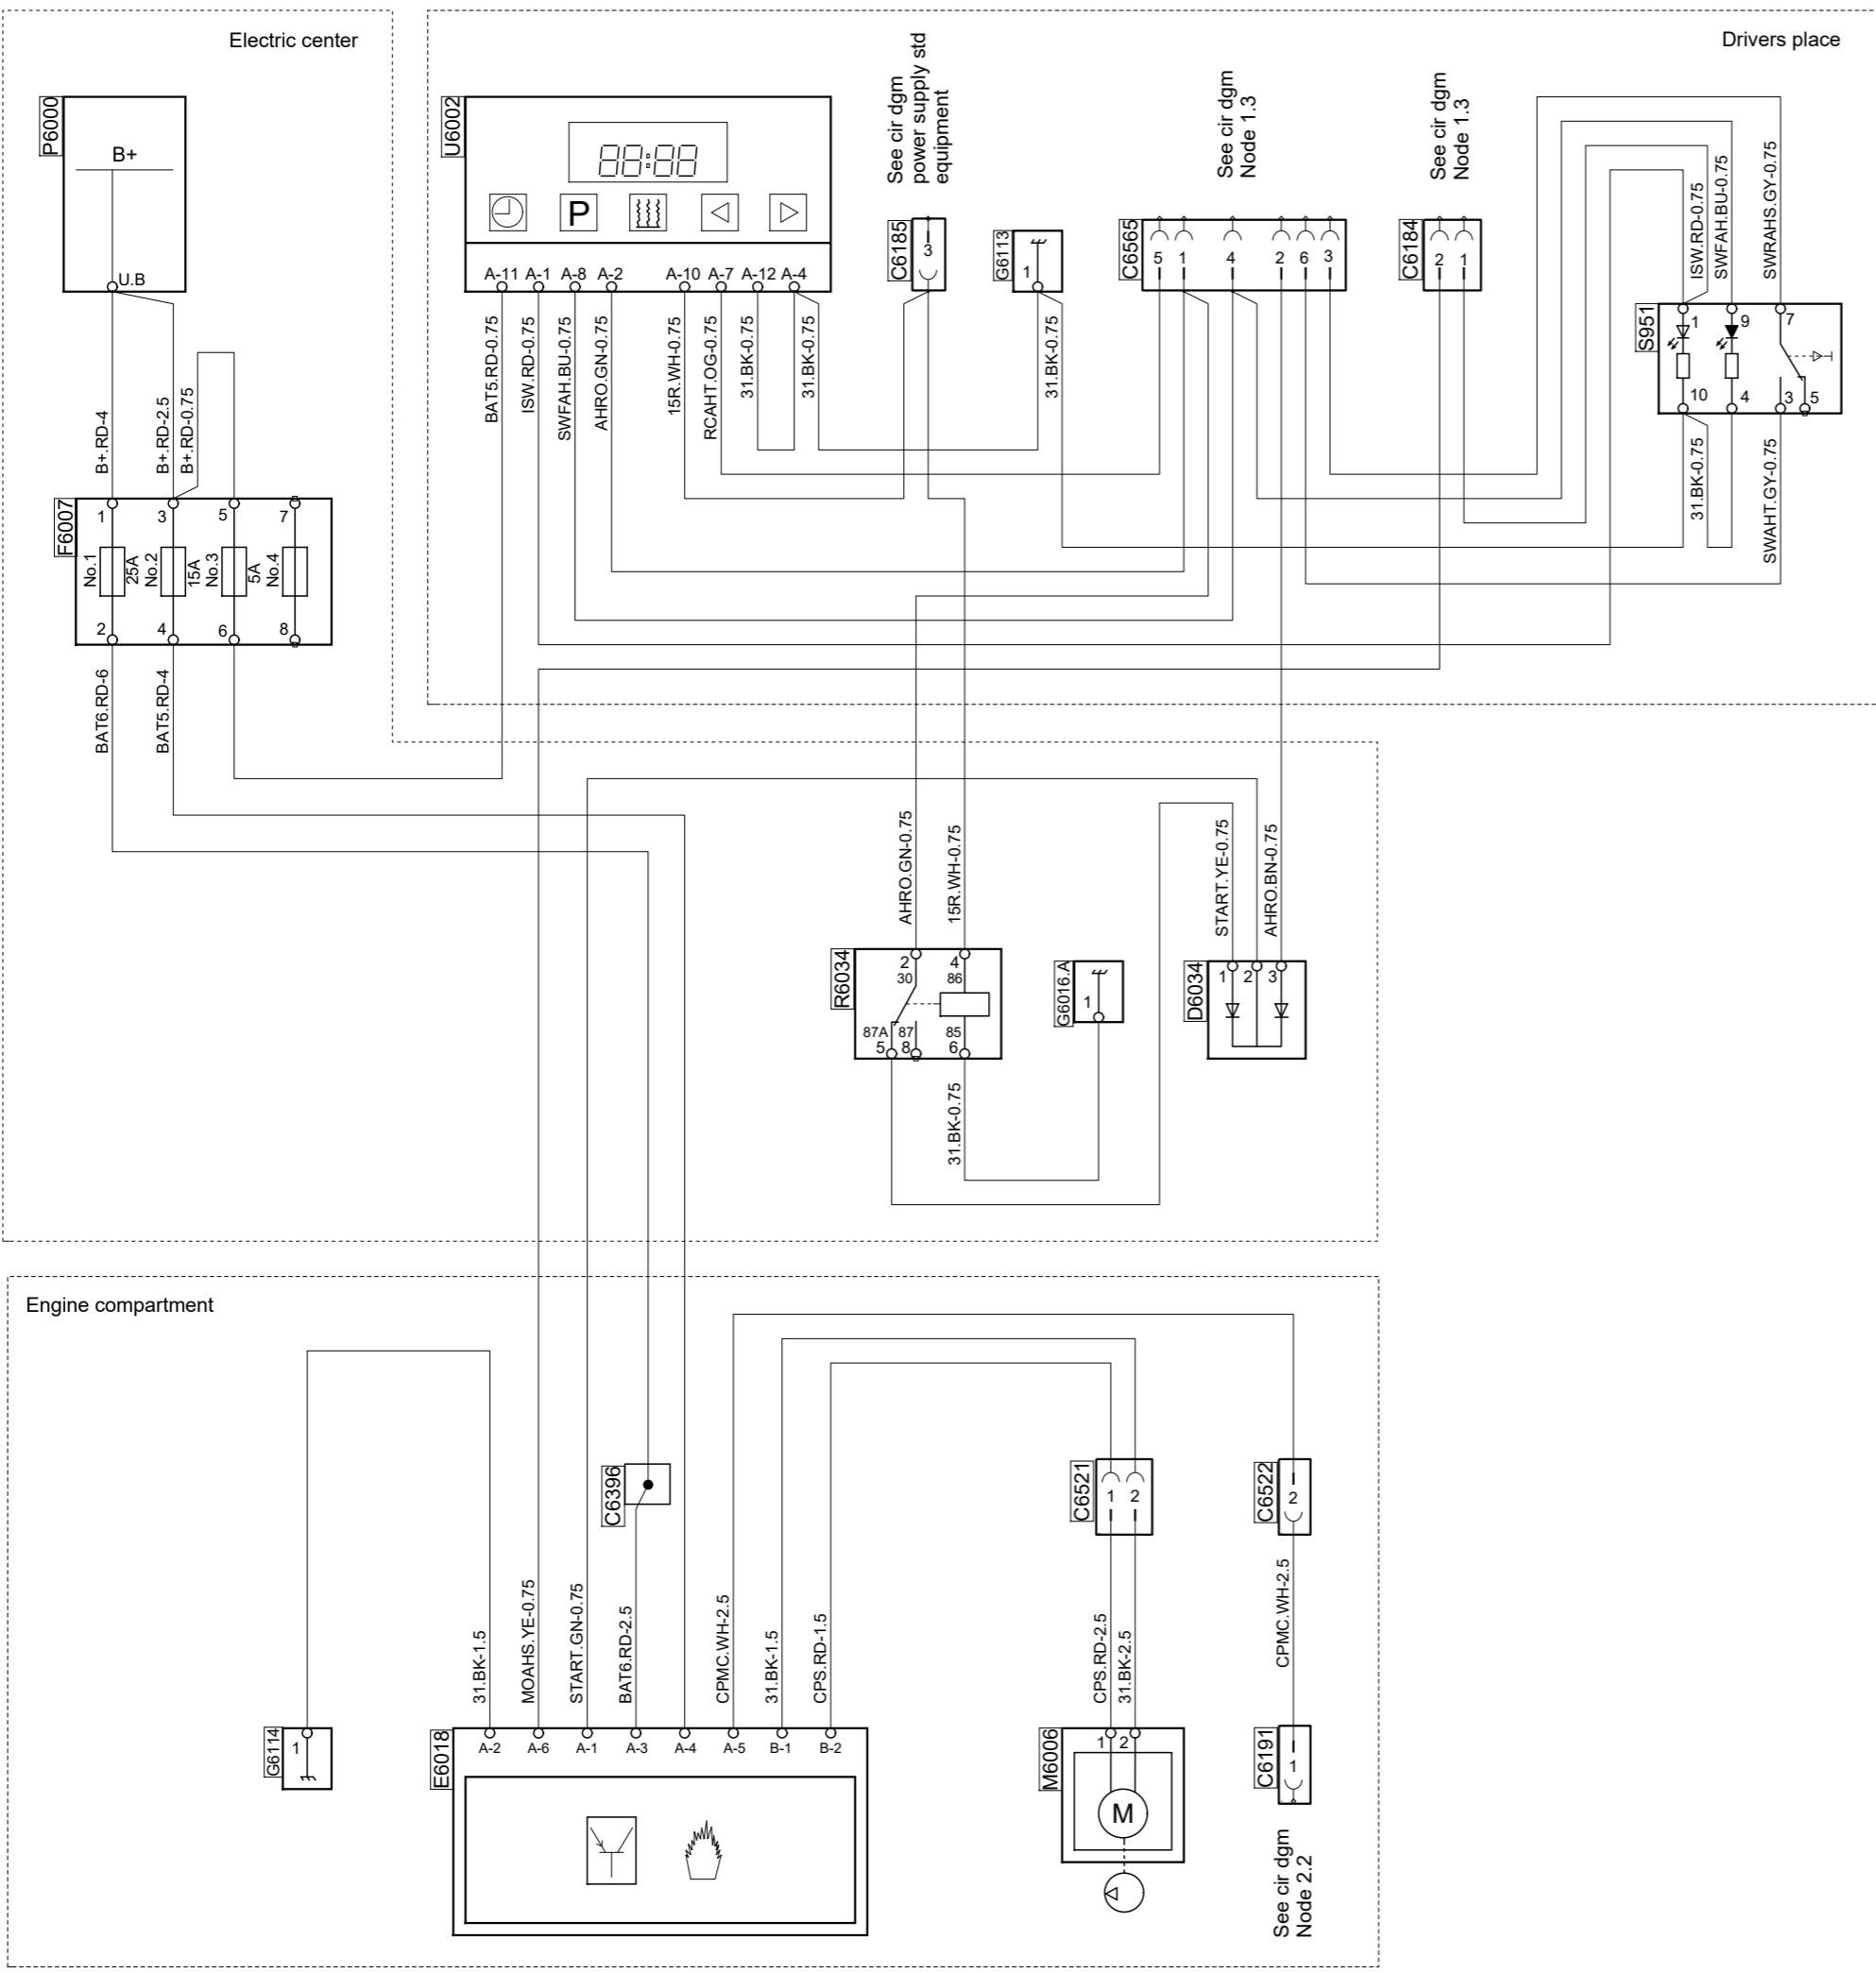 Electric center
Drivers place
P6000
B+
U.B
U6002
88:88
P
A-11 A-1 A-8 A-2 A-10 A-7 A-12 A-4
See cir dgm
power supply std
equipment
C6185
3
G6113
1
See cir dgm
Node 1.3
C6565
5 1 4 2 6 3
See cir dgm
Node 1.3
C6184
2 1
ISW.RD-0.75
SWFAH.BU-0.75
SWRAHS.GY-0.75
S951
1 9 7
10 4 3 5
31.BK-0.75
SWAHT.GY-0.75
BAT5.RD-0.75
ISW.RD-0.75
SWFAH.BU-0.75
AHRO.GN-0.75
15R.WH-0.75
RCAHT.OG-0.75
31.BK-0.75
31.BK-0.75
31.BK-0.75
B+.RD-4
B+.RD-2.5
B+.RD-0.75
F6007
1 3 5 7
No.1
25A
No.2
15A
No.3
5A
No.4
2 4 6 8
BAT6.RD-6
BAT5.RD-4
AHRO.GN-0.75
15R.WH-0.75
START.YE-0.75
AHRO.BN-0.75
R6034
2 4
30 86
87A 87 85
5 8 6
G6016.A
1
D6034
1 2 3
31.BK-0.75
Engine compartment
C6396
C6521
1 2
C6522
2
31.BK-1.5
MOAHS.YE-0.75
START.GN-0.75
BAT6.RD-2.5
CPMC.WH-2.5
31.BK-1.5
CPS.RD-1.5
CPS.RD-2.5
31.BK-2.5
CPMC.WH-2.5
G6114
1
E6018
A-2 A-6 A-1 A-3 A-4 A-5 B-1 B-2
M6006
1 2
M
C6191
1
See cir dgm
Node 2.2